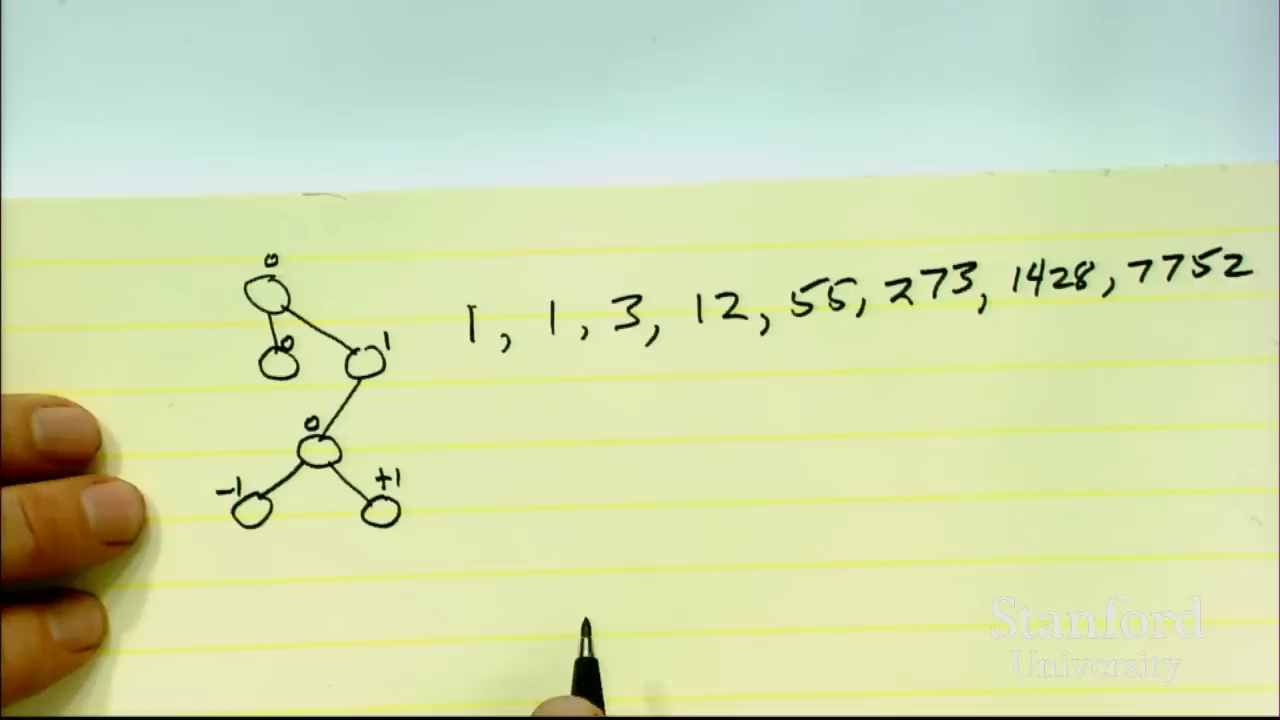 0
1, 1, 3, 12, 55, 273, 1428, 7752
0 1
0
-1 +1
Stanford
University